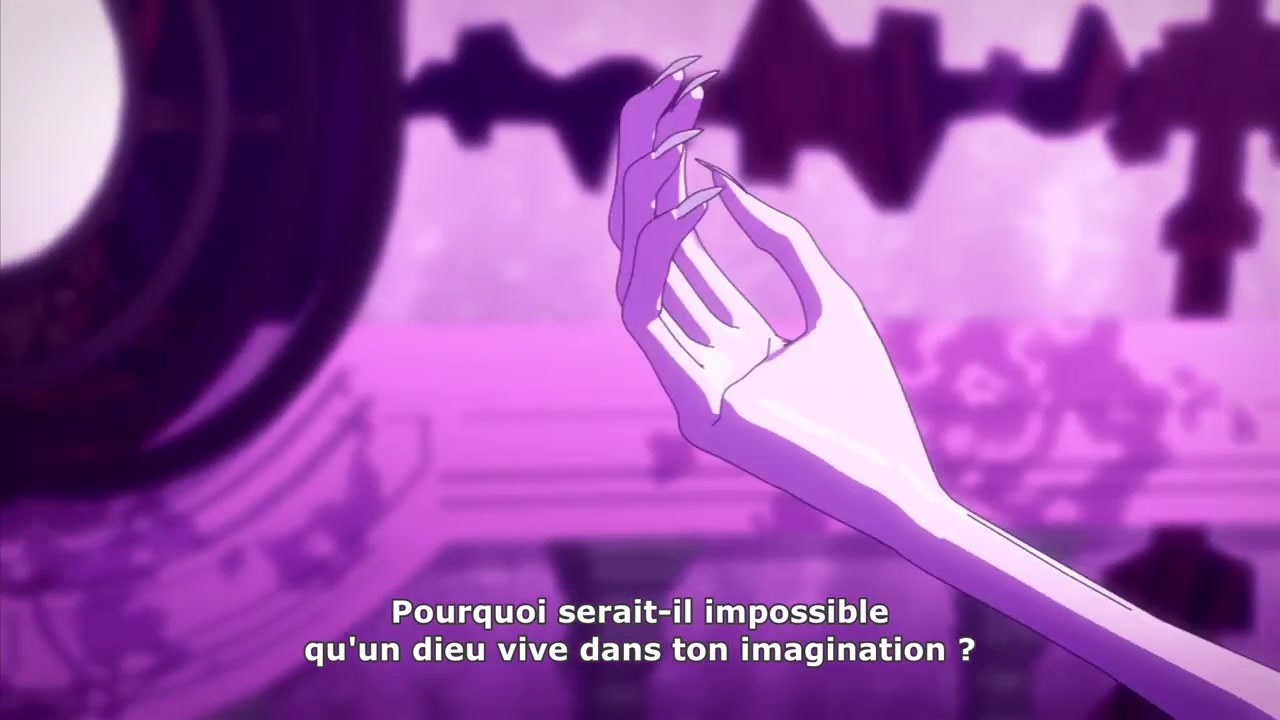 Pourquoi serait-il impossible
qu'un dieu vive dans ton imagination ?